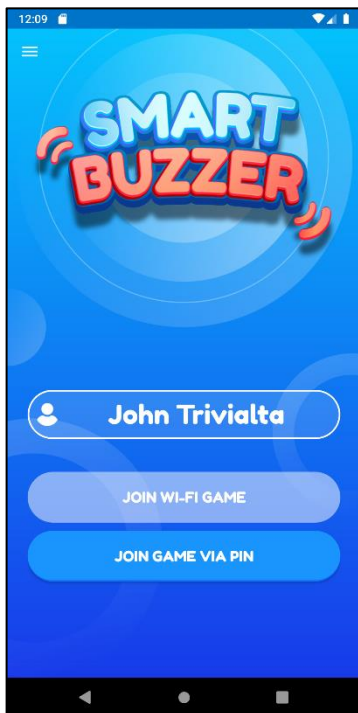 12:09
SMART
BUZZER
John Trivialta
JOIN WI-FI GAME
JOIN GAME VIA PIN